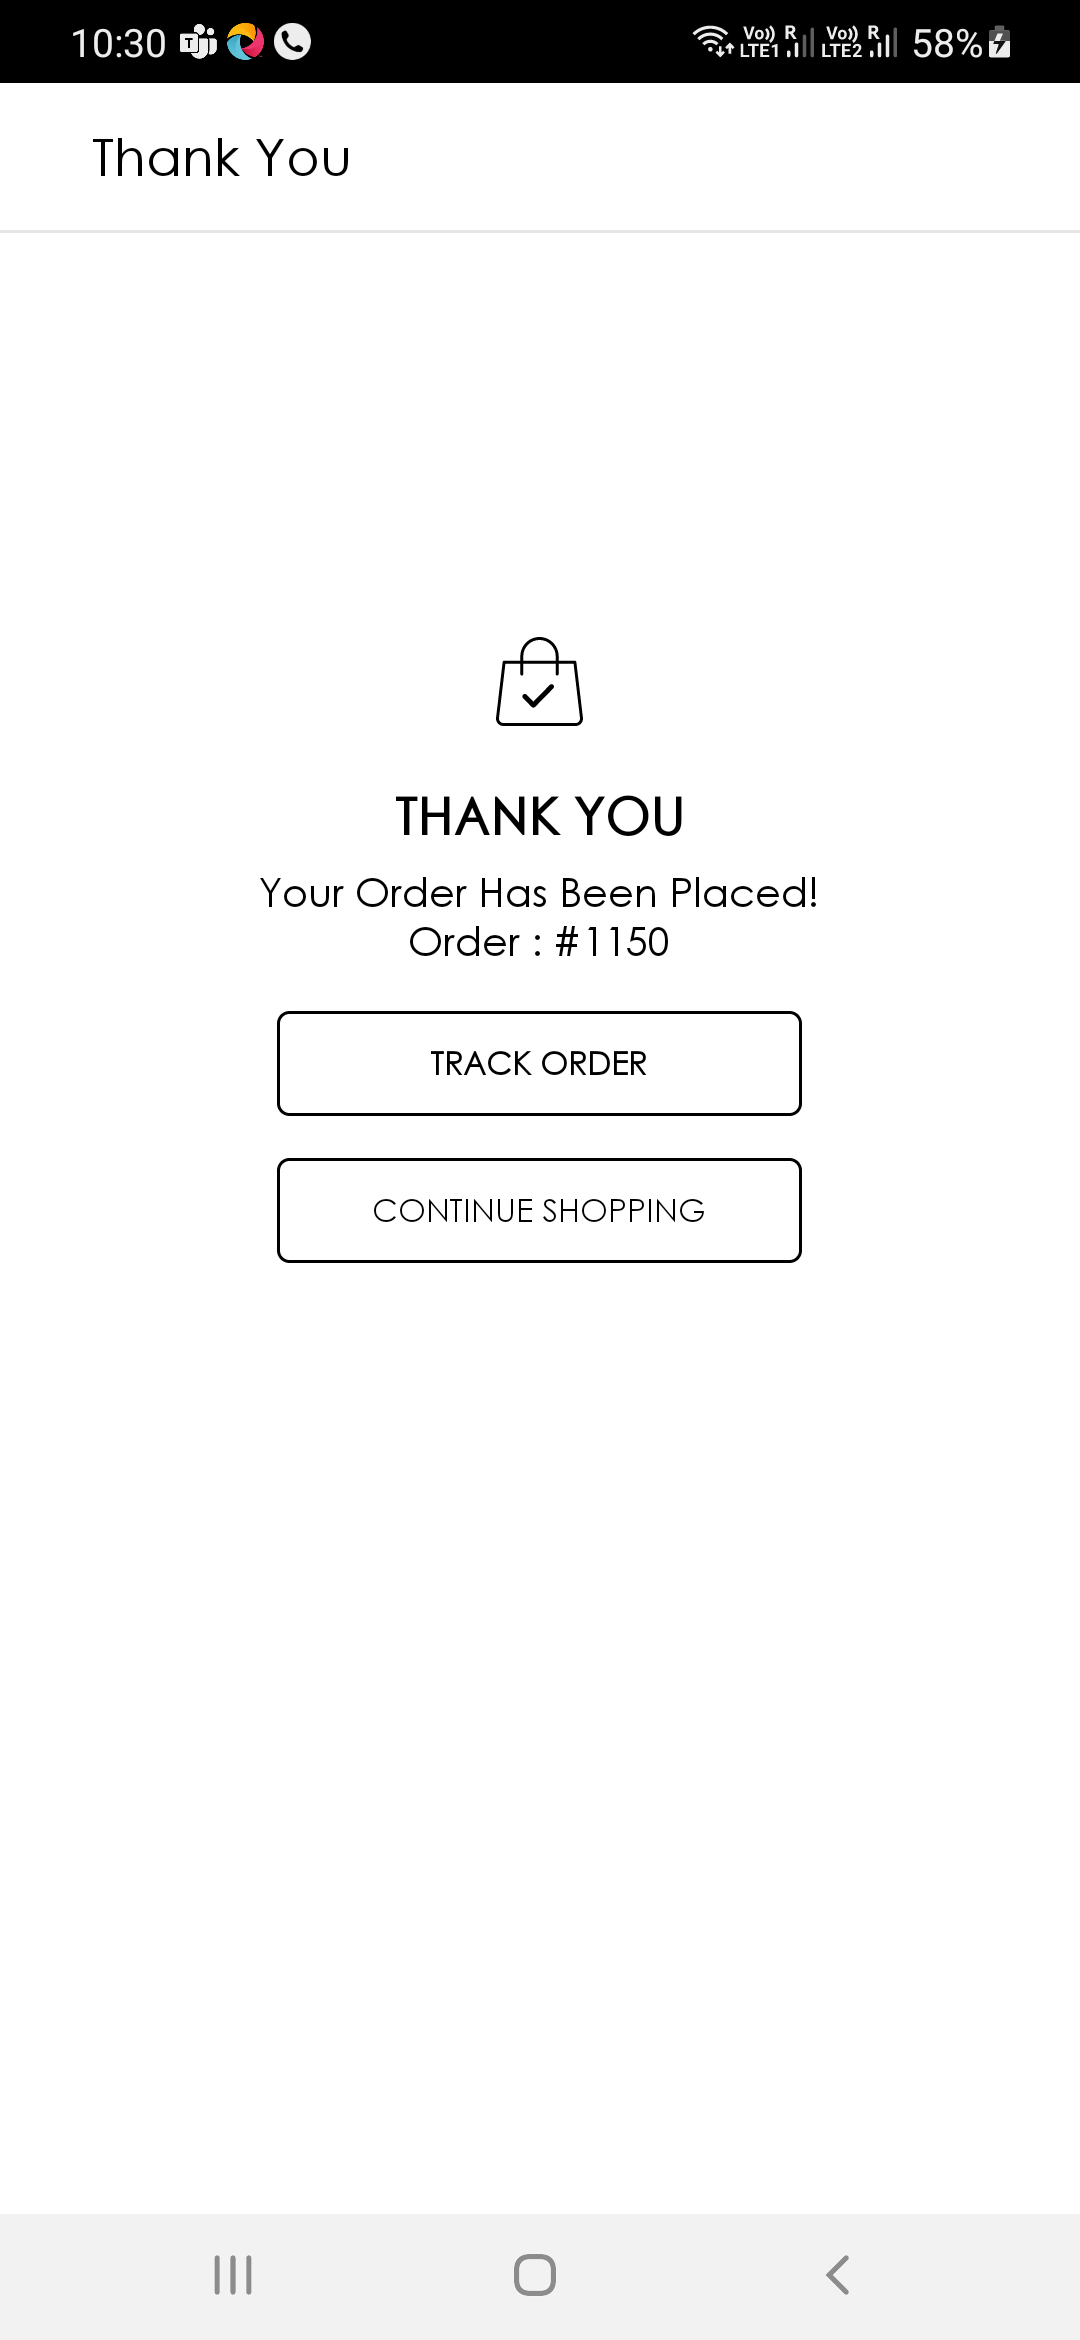 10:30 Vo)) R Vo)) R 58%
LTE1 LTE2
Thank You
THANK YOU
Your Order Has Been Placed!
Order : #1150
TRACK ORDER
CONTINUE SHOPPING